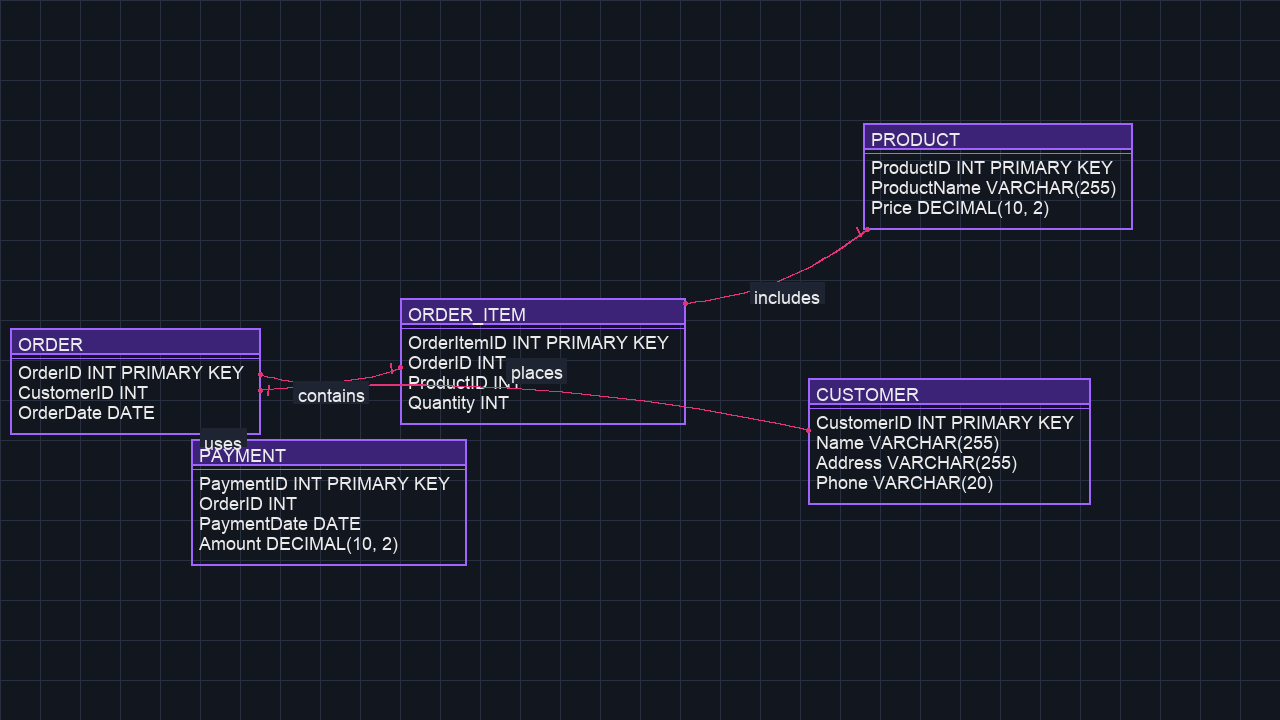 PRODUCT
ProductID INT PRIMARY KEY
ProductName VARCHAR(255)
Price DECIMAL(10, 2)
includes
ORDER_ITEM
OrderItemID INT PRIMARY KEY
OrderID INT
ProductID INT
Quantity INT
places
ORDER
OrderID INT PRIMARY KEY
CustomerID INT
OrderDate DATE
contains
CUSTOMER
CustomerID INT PRIMARY KEY
Name VARCHAR(255)
Address VARCHAR(255)
Phone VARCHAR(20)
uses
PAYMENT
PaymentID INT PRIMARY KEY
OrderID INT
PaymentDate DATE
Amount DECIMAL(10, 2)